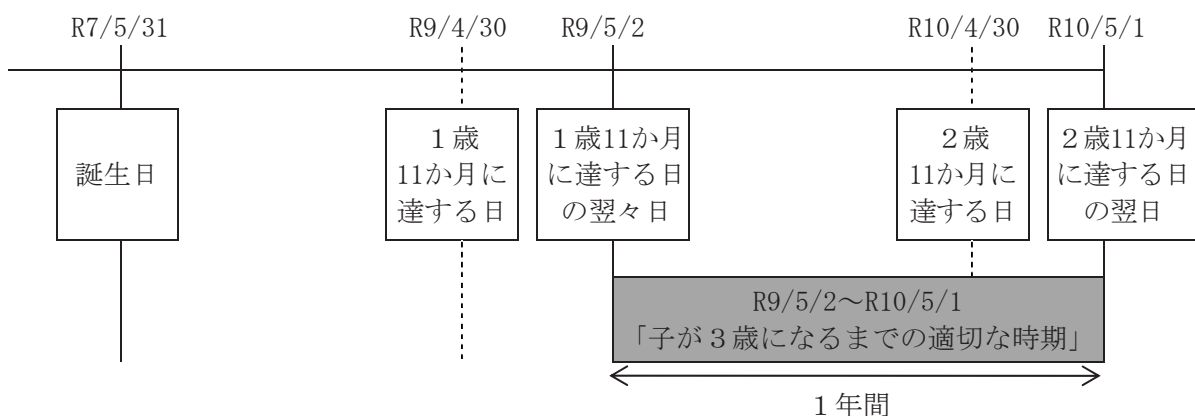 R7/5/31 R9/4/30 R9/5/2 R10/4/30 R10/5/1
誕生日
1歳
11か月に
達する日
1歳11か月
に達する日
の翌々日
2歳
11か月に
達する日
2歳11か月
に達する日
の翌日
R9/5/2～R10/5/1
「子が3歳になるまでの適切な時期」
1年間